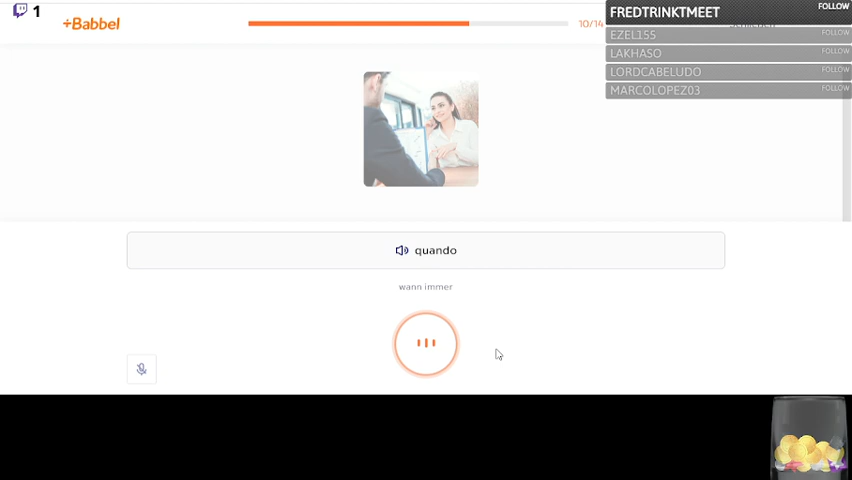 1
+Babbel
10/14
FREDTRINKTMEET FOLLOW
EZEL155 FOLLOW
LAKHASO FOLLOW
LORDCABELUDO FOLLOW
MARCOLOPEZ03 FOLLOW
quando
wann immer